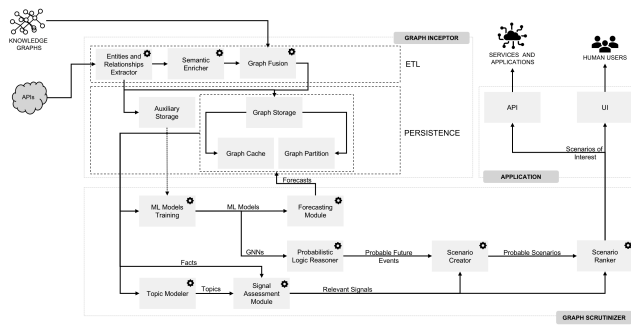 KNOWLEDGE
GRAPHS
APIs
GRAPH INCEPTOR
Entities and
Relationships
Extractor
Semantic
Enricher
Graph Fusion
ETL
Auxiliary
Storage
Graph Storage
Graph Cache
Graph Partition
PERSISTENCE
SERVICES AND
APPLICATIONS
HUMAN USERS
API
UI
Scenarios of
Interest
APPLICATION
Forecasts
ML Models
Training
ML Models
Forecasting
Module
GNNs
Probabilistic
Logic Reasoner
Probable Future
Events
Scenario
Creator
Probable Scenarios
Scenario
Ranker
Facts
Topic Modeler
Topics
Signal
Assessment
Module
Relevant Signals
GRAPH SCRUTINIZER